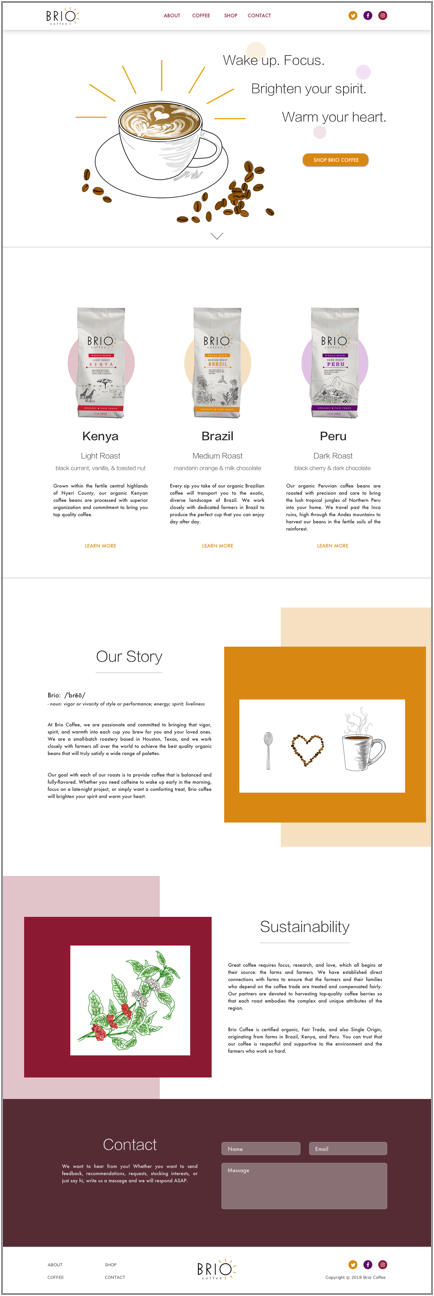 BRIO
coffee
ABOUT COFFEE SHOP CONTACT
Wake up. Focus.
Brighten your spirit.
Warm your heart.
SHOP BRIO COFFEE
BRIO
coffee
KENYA
BRIO
coffee
BRAZIL
BRIO
coffee
PERU
Kenya
Light Roast
black currant, vanilla, & toasted nut
Grown within the fertile central highlands
of Nyeri County, our organic Kenyan
coffee beans are processed with superior
organization and commitment to bring you
top quality coffee.
LEARN MORE
Brazil
Medium Roast
mandarin orange & milk chocolate
Every sip you take of our organic Brazilian
coffee will transport you to the exotic,
diverse landscape of Brazil. We work
closely with dedicated farmers in Brazil to
produce the perfect cup that you can enjoy
day after day.
LEARN MORE
Peru
Dark Roast
black cherry & dark chocolate
Our organic Peruvian coffee beans are
roasted with precision and care to bring
the lush tropical jungles of Northern Peru
into your home. We travel past the Inca
ruins, high through the Andes mountains to
harvest our beans in the fertile soils of the
rainforest.
LEARN MORE
Our Story
Brio: /'brēō/
- noun: vigor or vivacity of style or performance; energy; spirit; liveliness
At Brio Coffee, we are passionate and committed to bringing that vigor,
spirit, and warmth into each cup you brew for you and your loved ones.
We are a small-batch roastery based in Houston, Texas, and we work
closely with farmers all over the world to achieve the best quality organic
beans that will truly satisfy a wide range of palettes.
Our goal with each of our roasts is to provide coffee that is balanced and
fully-flavored. Whether you need caffeine to wake up early in the morning,
focus on a late-night project, or simply want a comforting treat, Brio coffee
will brighten your spirit and warm your heart.
Sustainability
Great coffee requires focus, research, and love, which all begins at
their source: the farms and farmers. We have established direct
connections with farms to ensure that the farmers and their families
who depend on the coffee trade are treated and compensated fairly.
Our partners are devoted to harvesting top-quality coffee berries so
that each roast embodies the complex and unique attributes of the
region.
Brio Coffee is certified organic, Fair Trade, and also Single Origin,
originating from farms in Brazil, Kenya, and Peru. You can trust that
our coffee is respectful and supportive to the environment and the
farmers who work so hard.
Contact
We want to hear from you! Whether you want to send
feedback, recommendations, requests, stocking interests, or
just say hi, write us a message and we will respond ASAP.
Name
Email
Message
ABOUT SHOP
COFFEE CONTACT
BRIO
coffee
Copyright © 2018 Brio Coffee